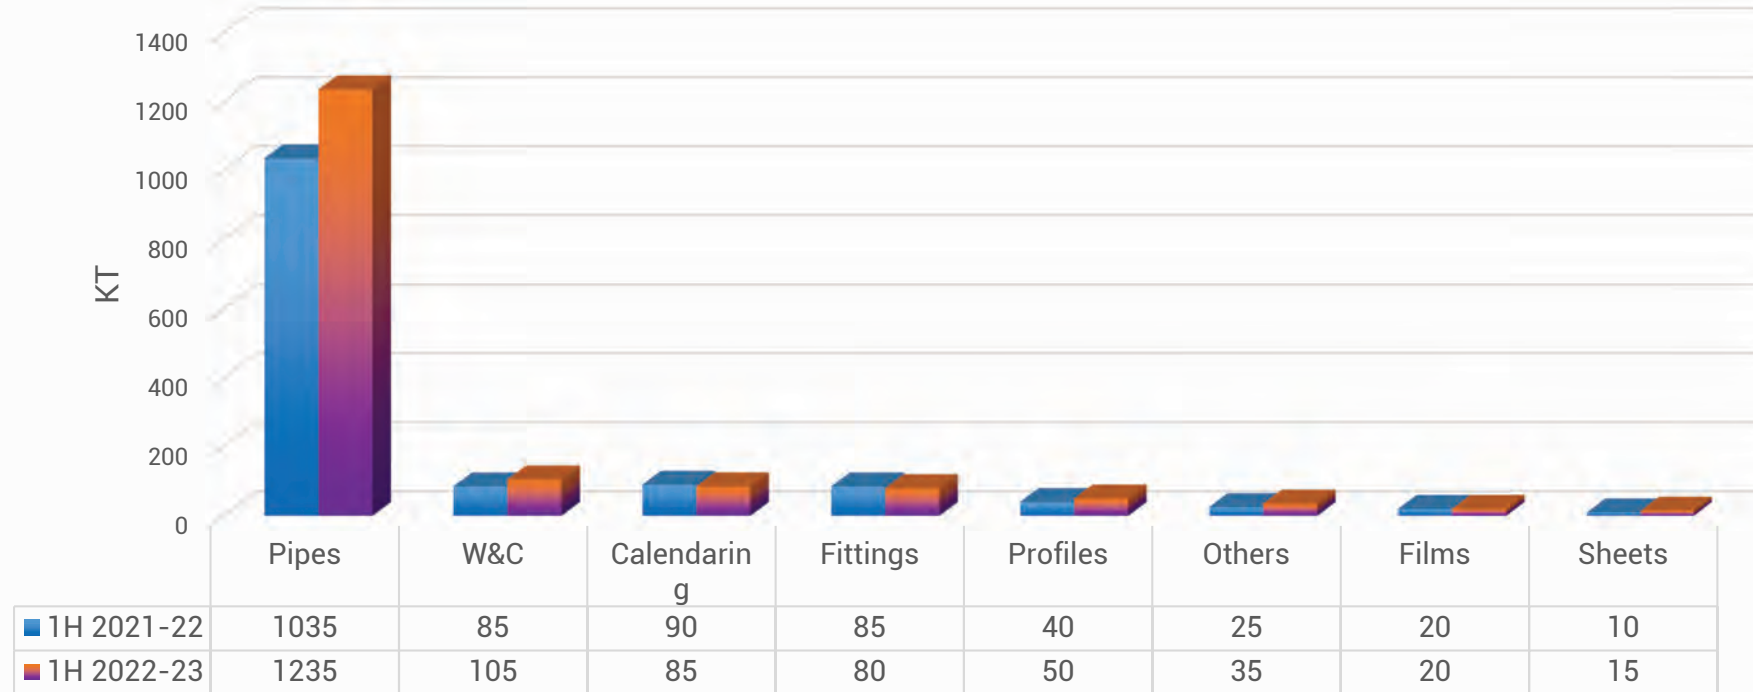 1400
1200
1000
800
600
400
200
0
KT
Pipes W&C Calendarin Fittings Profiles Others Films Sheets
g
1H 2021-22 1035 85 90 85 40 25 20 10
1H 2022-23 1235 105 85 80 50 35 20 15